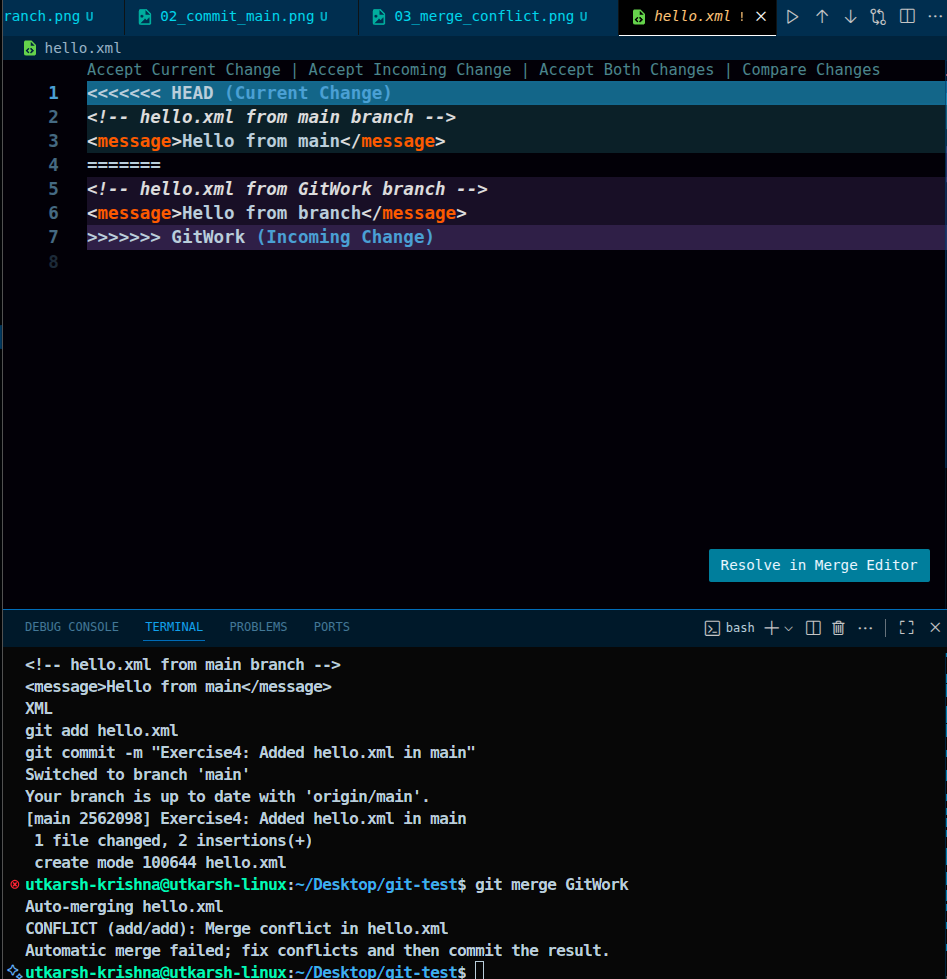 ranch.png U 02_commit_main.png U 03_merge_conflict.png U hello.xml !
hello.xml
Accept Current Change | Accept Incoming Change | Accept Both Changes | Compare Changes
1 <<<<<<< HEAD (Current Change)
2 <!-- hello.xml from main branch -->
3 <message>Hello from main</message>
4 =======
5 <!-- hello.xml from GitWork branch -->
6 <message>Hello from branch</message>
7 >>>>>>> GitWork (Incoming Change)
8
Resolve in Merge Editor
DEBUG CONSOLE TERMINAL PROBLEMS PORTS bash
<!-- hello.xml from main branch -->
<message>Hello from main</message>
XML
git add hello.xml
git commit -m "Exercise4: Added hello.xml in main"
Switched to branch 'main'
Your branch is up to date with 'origin/main'.
[main 2562098] Exercise4: Added hello.xml in main
 1 file changed, 2 insertions(+)
 create mode 100644 hello.xml
utkarsh-krishna@utkarsh-linux:~/Desktop/git-test$ git merge GitWork
Auto-merging hello.xml
CONFLICT (add/add): Merge conflict in hello.xml
Automatic merge failed; fix conflicts and then commit the result.
utkarsh-krishna@utkarsh-linux:~/Desktop/git-test$